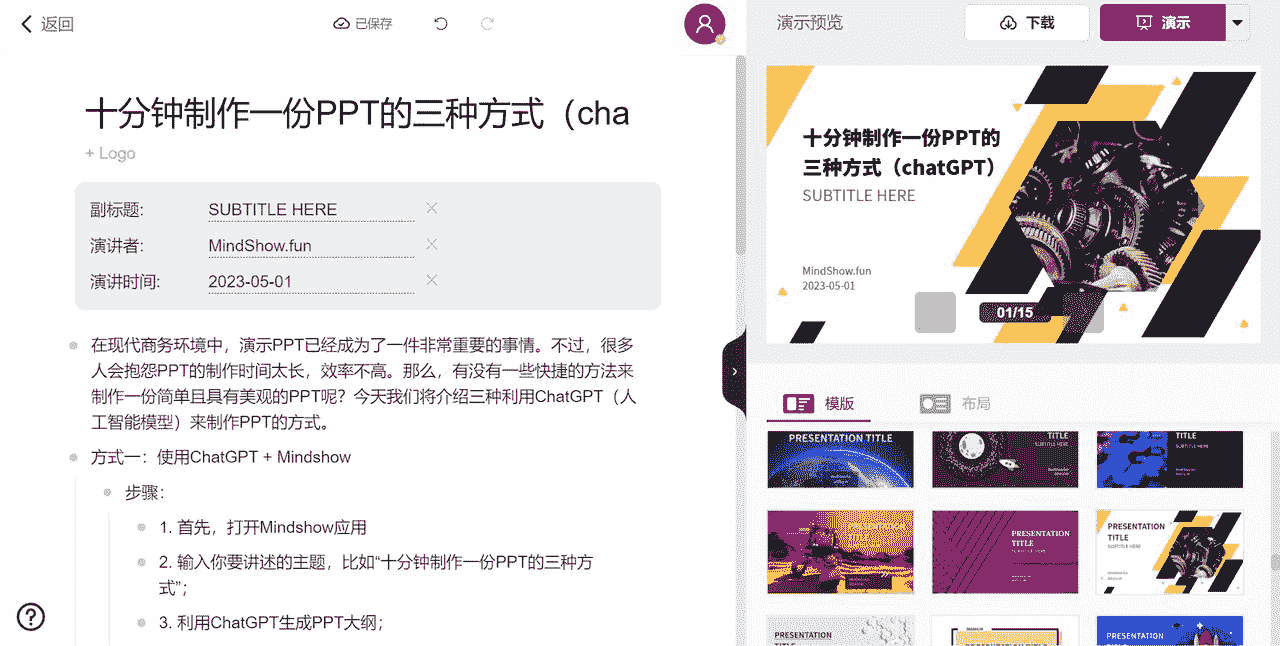 返回
已保存
十分钟制作一份PPT的三种方式（cha
+ Logo
副标题:
SUBTITLE HERE
演讲者:
MindShow.fun
演讲时间:
2023-05-01
在现代商务环境中，演示PPT已经成为了一件非常重要的事情。不过，很多
人会抱怨PPT的制作时间太长，效率不高。那么，有没有一些快捷的方法来
制作一份简单且具有美观的PPT呢？今天我们将介绍三种利用ChatGPT（人
工智能模型）来制作PPT的方式。
方式一：使用ChatGPT + Mindshow
步骤:
1. 首先，打开Mindshow应用
2. 输入你要讲述的主题，比如“十分钟制作一份PPT的三种方
式”;
3. 利用ChatGPT生成PPT大纲;
演示预览
下载
演示
十分钟制作一份PPT的
三种方式（chatGPT）
SUBTITLE HERE
MindShow.fun
2023-05-01
01/15
模版
布局
PRESENTATION TITLE
TITLE
TITLE
PRESENTATION
TITLE
PRESENTATION
TITLE
SUBTITLE HERE
PRESENTATION
TITLE
PRESENTATION